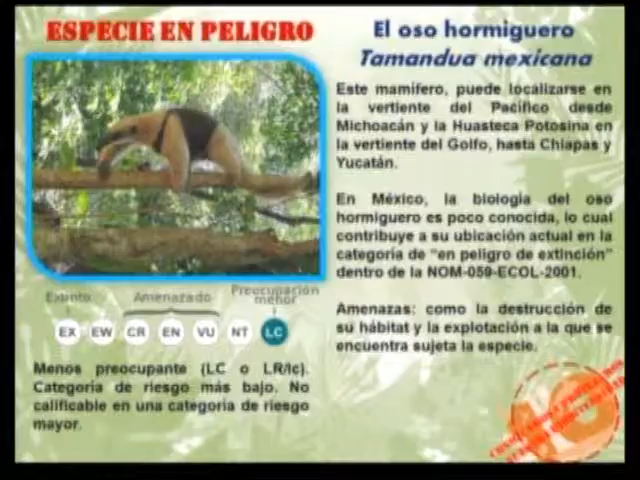 ESPECIE EN PELIGRO
El oso hormiguero
Tamandua mexicana
Este mamífero, puede localizarse en
la vertiente del Pacífico desde
Michoacán y la Huasteca Potosina en
la vertiente del Golfo, hasta Chiapas y
Yucatán.
En México, la biología del oso
hormiguero es poco conocida, lo cual
contribuye a su ubicación actual en la
categoría de "en peligro de extinción"
dentro de la NOM-059-ECOL-2001.
Amenazas: como la destrucción de
su hábitat y la explotación a la que se
encuentra sujeta la especie.
Extinto
Amenazado
Preocupación
menor
EX EW CR EN VU NT LC
Menos preocupante (LC o LR/lc).
Categoría de riesgo más bajo. No
calificable en una categoría de riesgo
mayor.